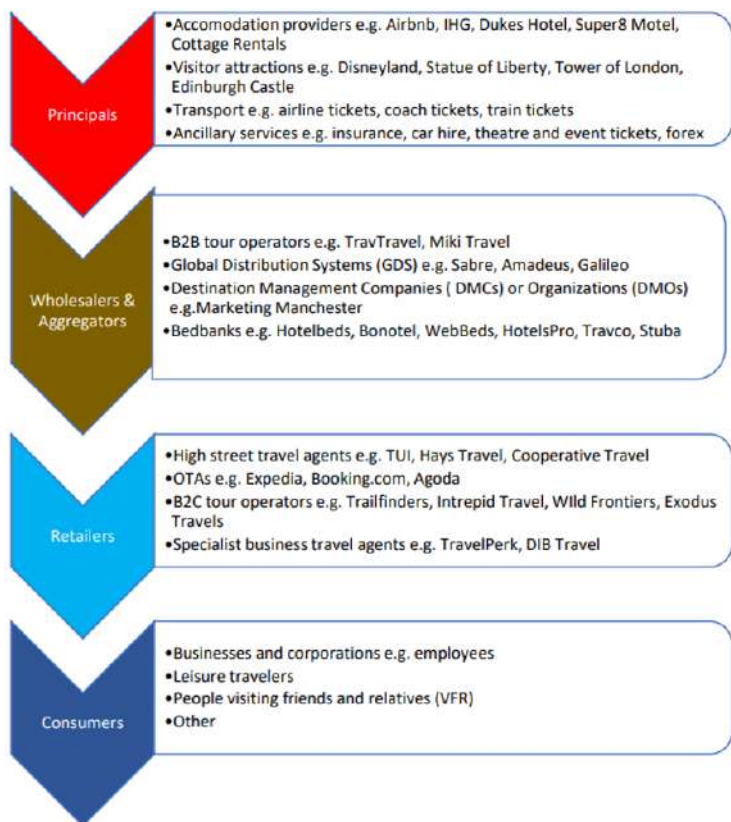 Principals
•Accomodation providers e.g. Airbnb, IHG, Dukes Hotel, Super8 Motel,
Cottage Rentals
•Visitor attractions e.g. Disneyland, Statue of Liberty, Tower of London,
Edinburgh Castle
•Transport e.g. airline tickets, coach tickets, train tickets
•Ancillary services e.g. insurance, car hire, theatre and event tickets, forex
Wholesalers &
Aggregators
•B2B tour operators e.g. TravTravel, Miki Travel
•Global Distribution Systems (GDS) e.g. Sabre, Amadeus, Galileo
•Destination Management Companies ( DMCs) or Organizations (DMOs)
e.g.Marketing Manchester
•Bedbanks e.g. Hotelbeds, Bonotel, WebBeds, HotelsPro, Travco, Stuba
Retailers
•High street travel agents e.g. TUI, Hays Travel, Cooperative Travel
•OTAs e.g. Expedia, Booking.com, Agoda
•B2C tour operators e.g. Trailfinders, Intrepid Travel, WIld Frontiers, Exodus
Travels
•Specialist business travel agents e.g. TravelPerk, DIB Travel
Consumers
•Businesses and corporations e.g. employees
•Leisure travelers
•People visiting friends and relatives (VFR)
•Other